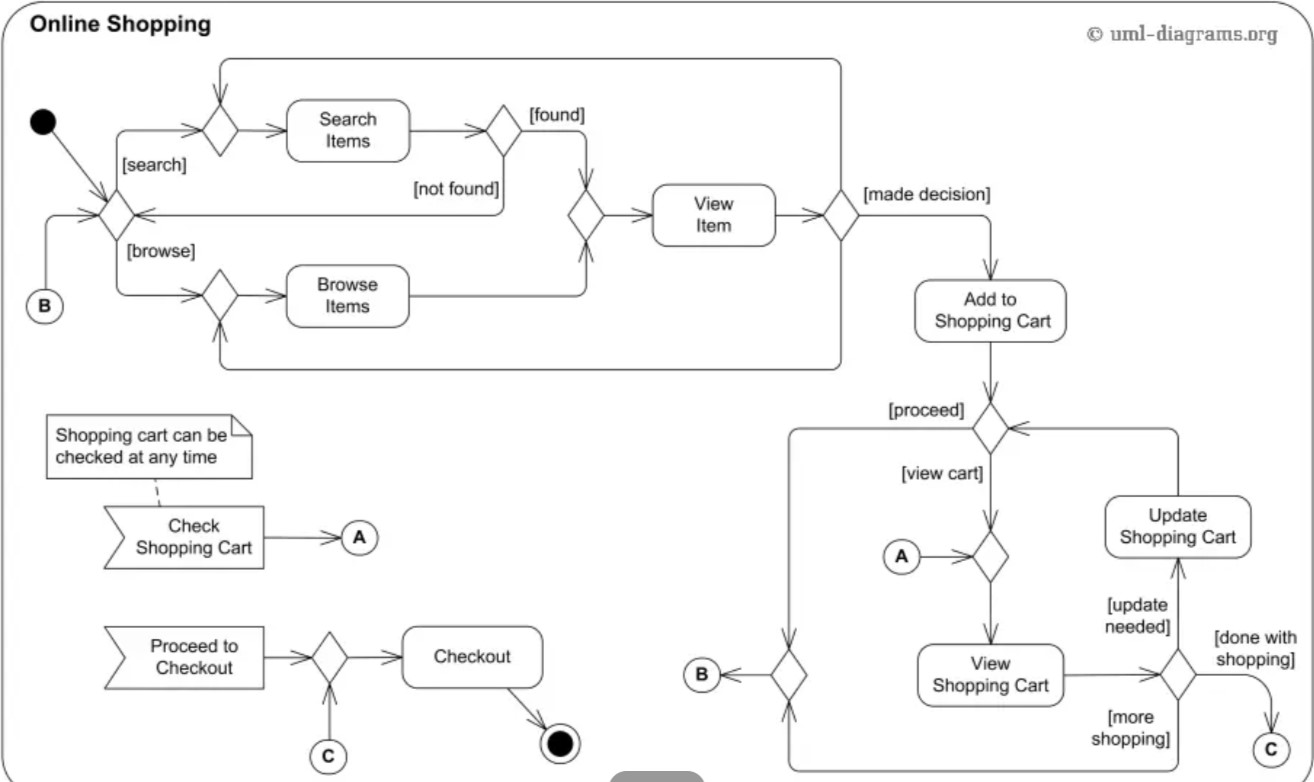 Online Shopping
© uml-diagrams.org
[found]
Search
Items
[search]
[not found]
[made decision]
View
Item
[browse]
Browse
Items
B
Add to
Shopping Cart
[proceed]
Shopping cart can be
checked at any time
[view cart]
Check
Shopping Cart
A
Update
Shopping Cart
A
[update
needed]
[done with
shopping]
Proceed to
Checkout
Checkout
B
View
Shopping Cart
[more
shopping]
C
C